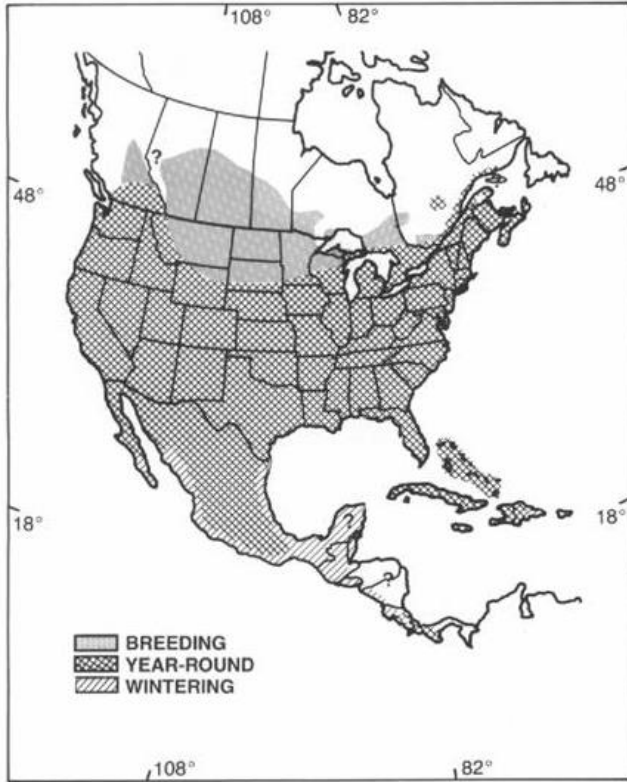 108° 82°
?
48° 48°
18° 18°
?
?
BREEDING
YEAR-ROUND
WINTERING
108° 82°